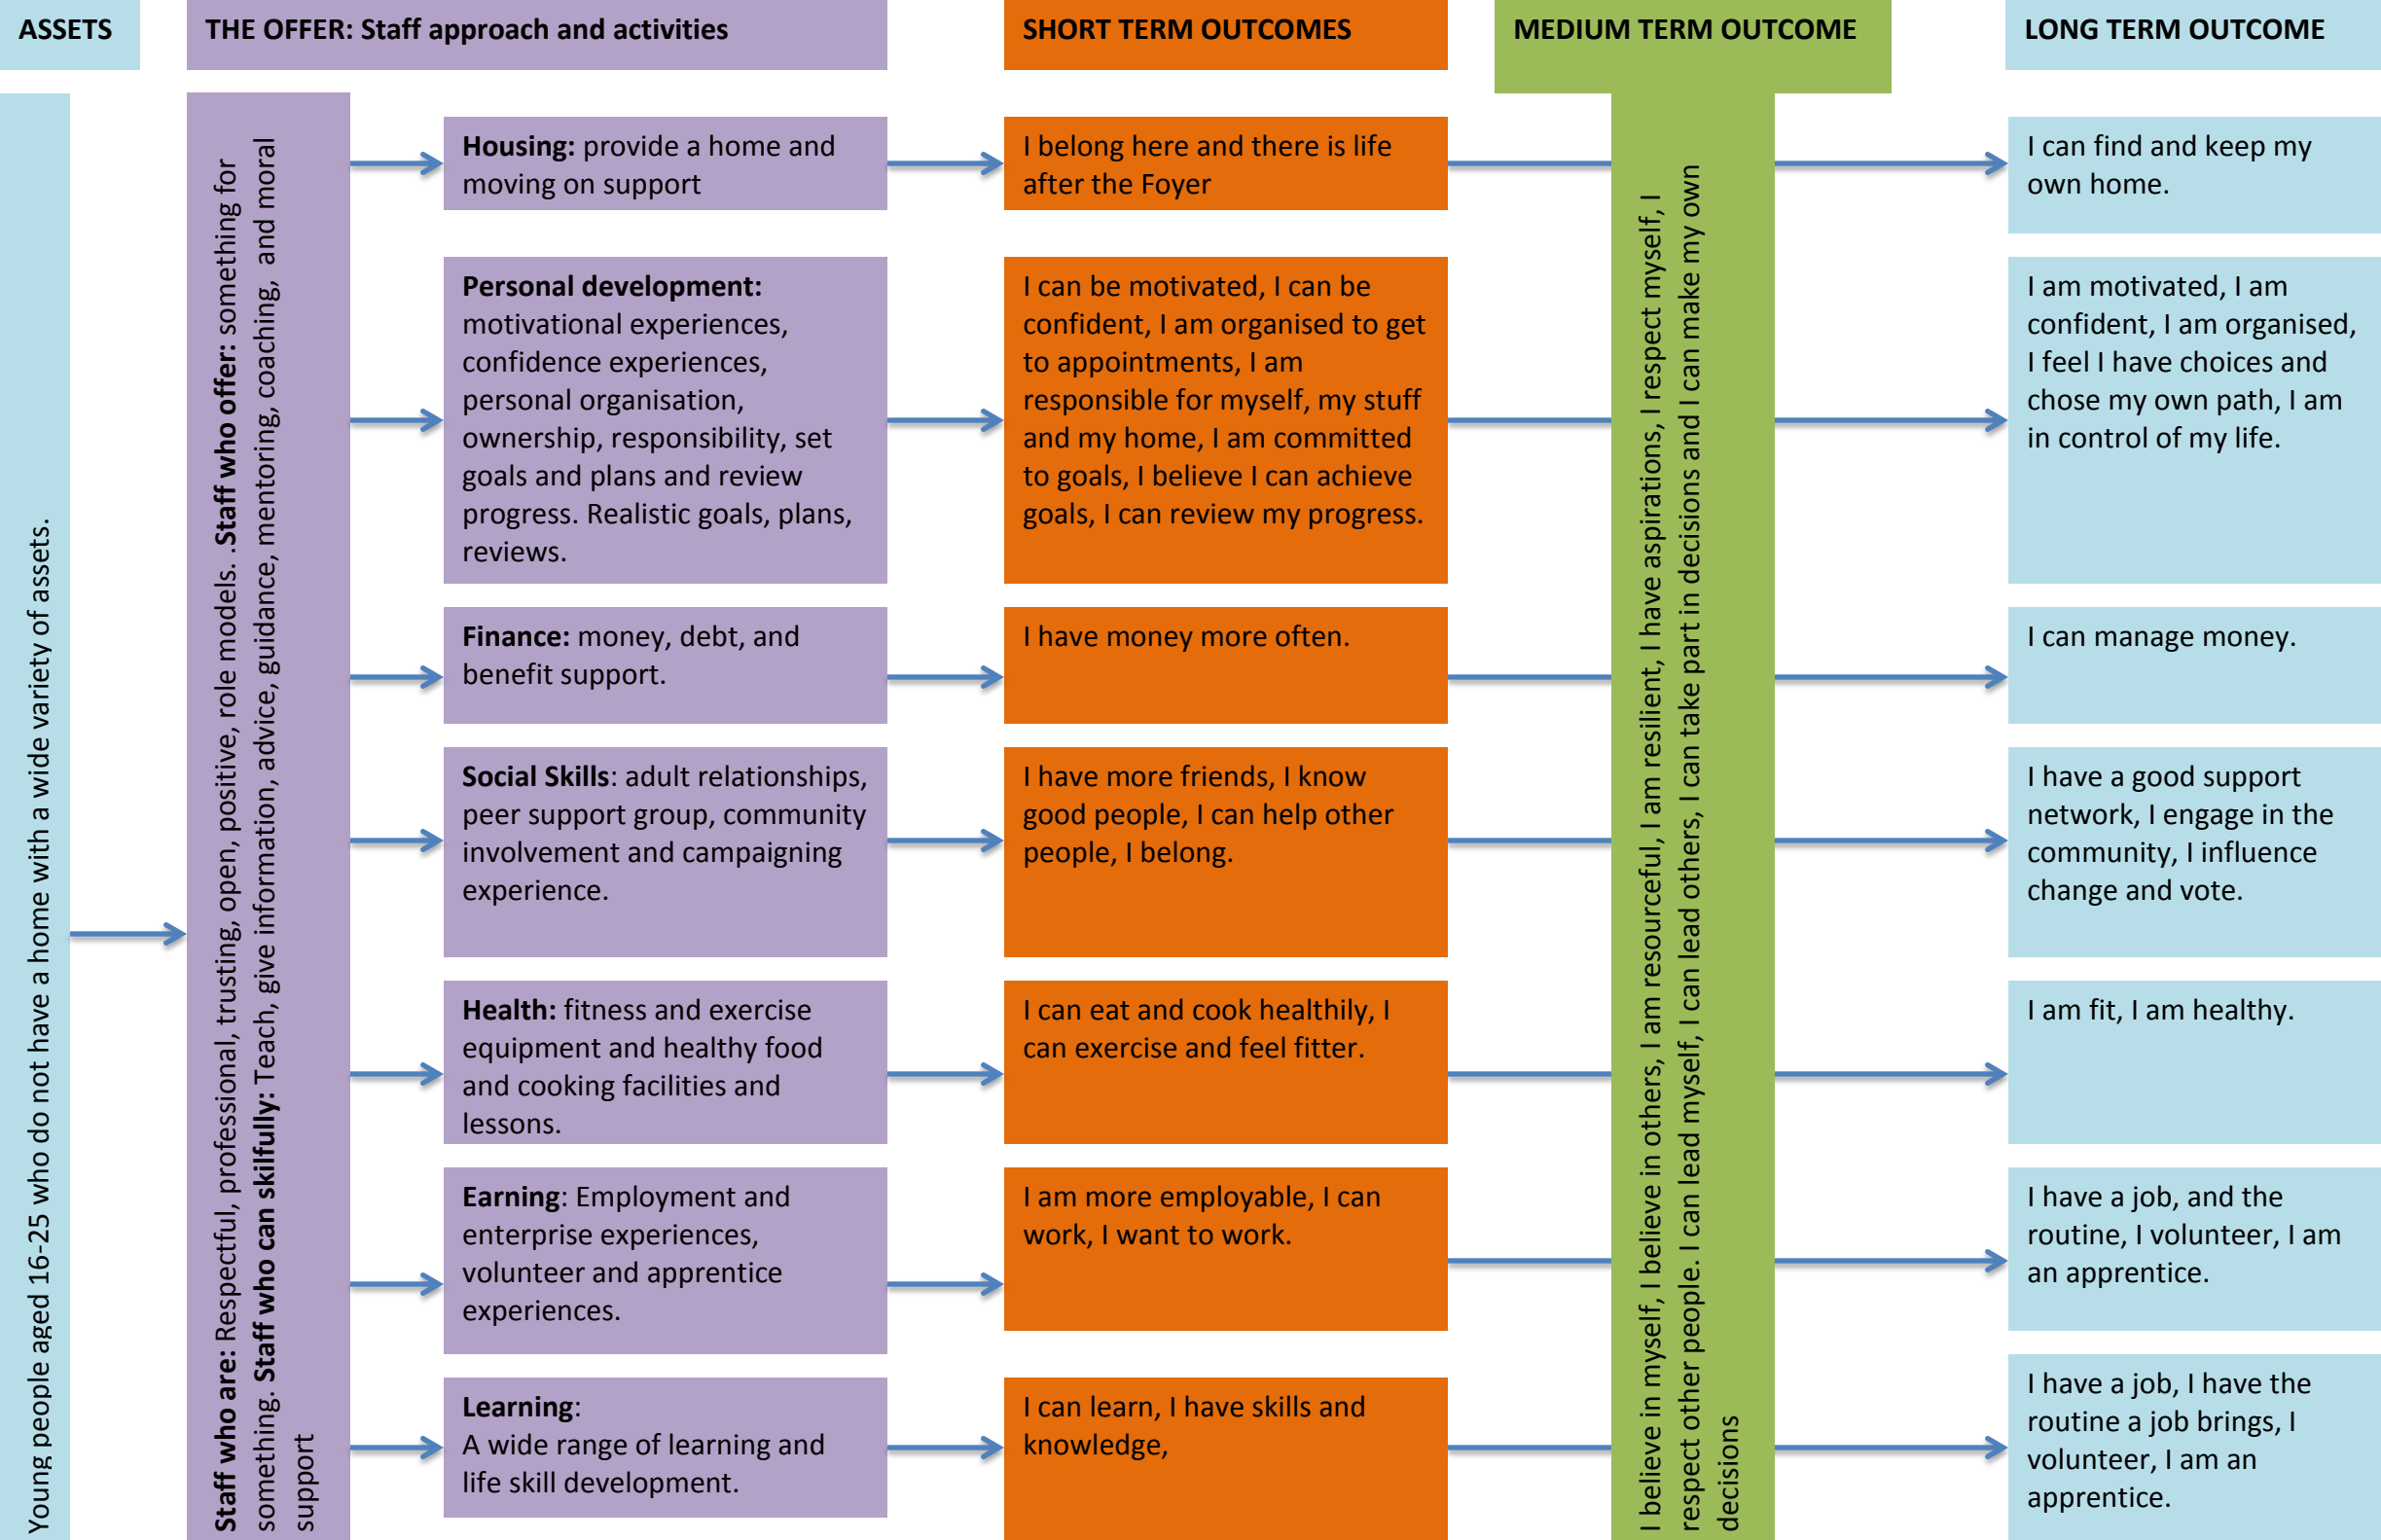 ASSETS
THE OFFER: Staff approach and activities
SHORT TERM OUTCOMES
MEDIUM TERM OUTCOME
LONG TERM OUTCOME
Young people aged 16-25 who do not have a home with a wide variety of assets.
Staff who are: Respectful, professional, trusting, open, positive, role models. .Staff who offer: something for
something. Staff who can skilfully: Teach, give information, advice, guidance, mentoring, coaching, and moral
support
Housing: provide a home and
moving on support
I belong here and there is life
after the Foyer
I can find and keep my
own home.
Personal development:
motivational experiences,
confidence experiences,
personal organisation,
ownership, responsibility, set
goals and plans and review
progress. Realistic goals, plans,
reviews.
I can be motivated, I can be
confident, I am organised to get
to appointments, I am
responsible for myself, my stuff
and my home, I am committed
to goals, I believe I can achieve
goals, I can review my progress.
I am motivated, I am
confident, I am organised,
I feel I have choices and
chose my own path, I am
in control of my life.
Finance: money, debt, and
benefit support.
I have money more often.
I can manage money.
Social Skills: adult relationships,
peer support group, community
involvement and campaigning
experience.
I have more friends, I know
good people, I can help other
people, I belong.
I have a good support
network, I engage in the
community, I influence
change and vote.
Health: fitness and exercise
equipment and healthy food
and cooking facilities and
lessons.
I can eat and cook healthily, I
can exercise and feel fitter.
I am fit, I am healthy.
Earning: Employment and
enterprise experiences,
volunteer and apprentice
experiences.
I am more employable, I can
work, I want to work.
I have a job, and the
routine, I volunteer, I am
an apprentice.
Learning:
A wide range of learning and
life skill development.
I can learn, I have skills and
knowledge,
I have a job, I have the
routine a job brings, I
volunteer, I am an
apprentice.
I believe in myself, I believe in others, I am resourceful, I am resilient, I have aspirations, I respect myself, I
respect other people. I can lead myself, I can lead others, I can take part in decisions and I can make my own
decisions